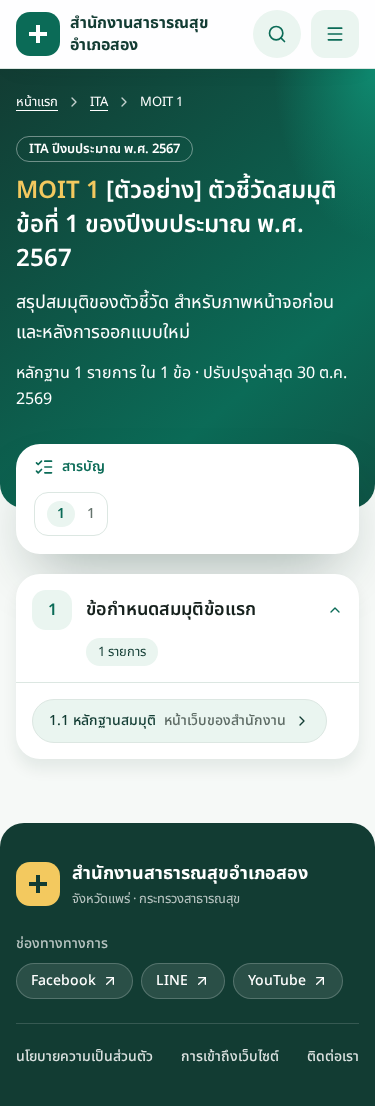 สำนักงานสาธารณสุข
อำเภอสอง
หน้าแรก
ITA
MOIT 1
ITA ปีงบประมาณ พ.ศ. 2567
MOIT 1 [ตัวอย่าง] ตัวชี้วัดสมมุติ
ข้อที่ 1 ของปีงบประมาณ พ.ศ.
2567
สรุปสมมุติของตัวชี้วัด สำหรับภาพหน้าจอก่อน
และหลังการออกแบบใหม่
หลักฐาน 1 รายการ ใน 1 ข้อ · ปรับปรุงล่าสุด 30 ต.ค.
2569
สารบัญ
1 1
1 ข้อกำหนดสมมุติข้อแรก
1 รายการ
1.1 หลักฐานสมมุติ หน้าเว็บของสำนักงาน
สำนักงานสาธารณสุขอำเภอสอง
จังหวัดแพร่ · กระทรวงสาธารณสุข
ช่องทางทางการ
Facebook LINE YouTube
นโยบายความเป็นส่วนตัว การเข้าถึงเว็บไซต์ ติดต่อเรา